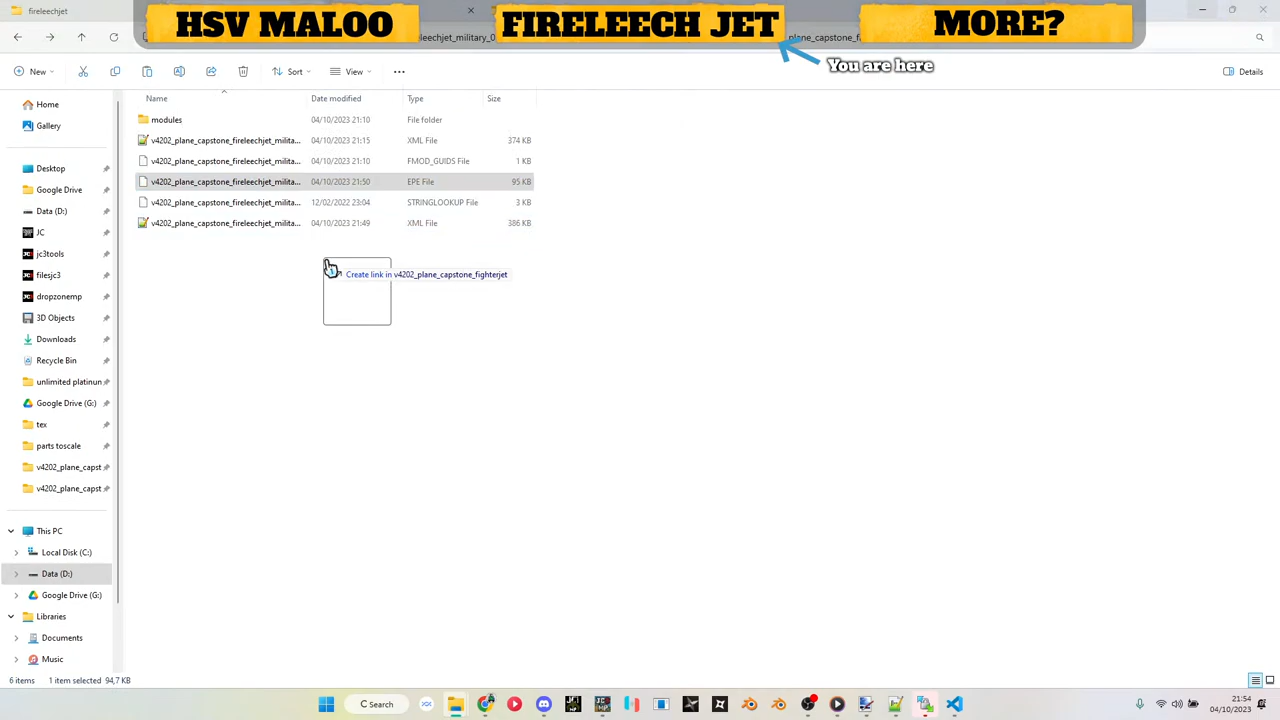 fireleechjet
HSV MALOO
FIRELEECH JET
MORE?
eleechjet_military_0
plane_capstone_f
You are here
New
Sort
View
Details
Home
Gallery
Desktop
Google Drive
Data (D:)
JC
jc3tools
filesjc3
dropzonemp
3D Objects
Downloads
Recycle Bin
unlimited platinun
Google Drive (G:)
tex
parts toscale
v4202_plane_capst
v4202_plane_capst
This PC
Local Disk (C:)
Data (D:)
Google Drive (G:)
Libraries
Documents
Music
Name Date modified Type Size
modules 04/10/2023 21:10 File folder
v4202_plane_capstone_fireleechjet_milita... 04/10/2023 21:15 XML File 374 KB
v4202_plane_capstone_fireleechjet_milita... 04/10/2023 21:10 FMOD_GUIDS File 1 KB
v4202_plane_capstone_fireleechjet_milita... 04/10/2023 21:50 EPE File 95 KB
v4202_plane_capstone_fireleechjet_milita... 12/02/2022 23:04 STRINGLOOKUP File 3 KB
v4202_plane_capstone_fireleechjet_milita... 04/10/2023 21:49 XML File 386 KB
Create link in v4202_plane_capstone_fighterjet
6 items 1 item selected 94,7 KB
Search
21:54
04/10/2023